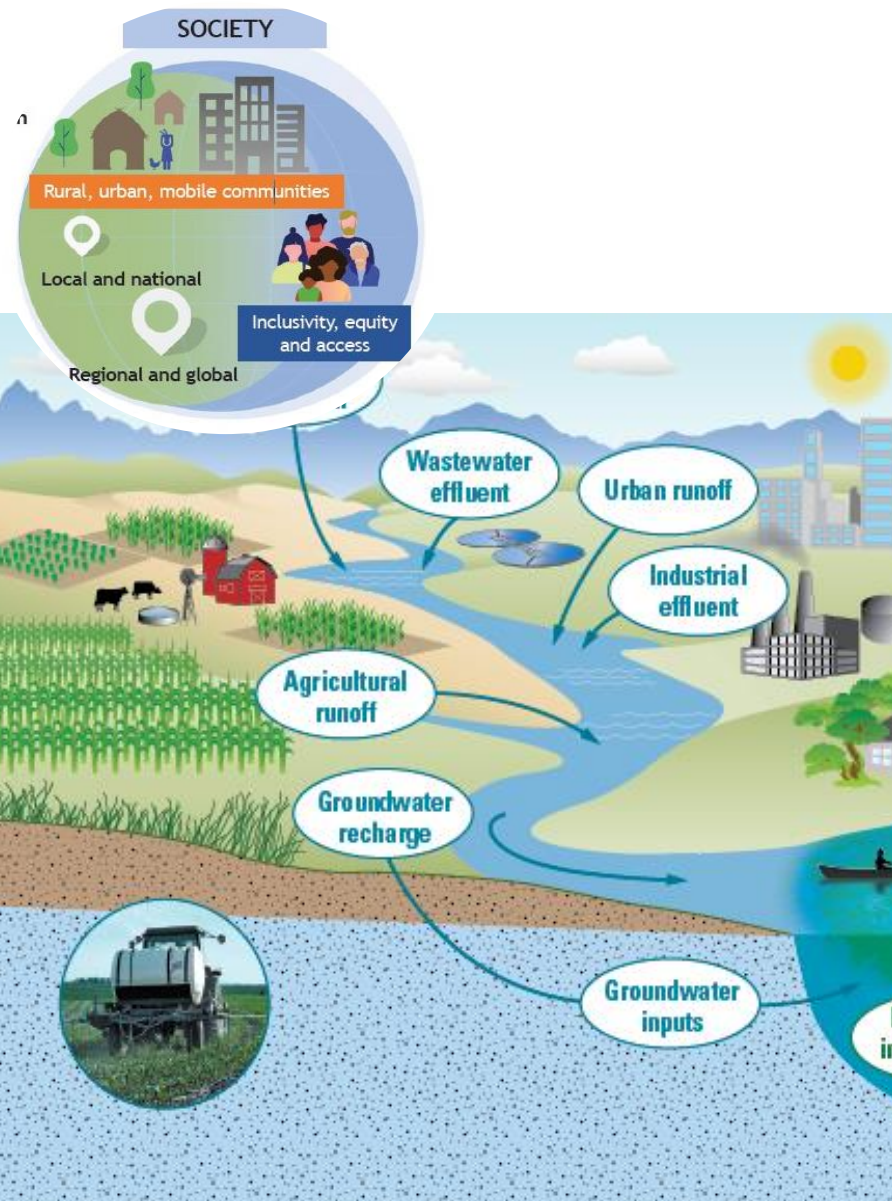 SOCIETY
Rural, urban, mobile communities
Local and national
Inclusivity, equity
and access
Regional and global
Wastewater
effluent
Urban runoff
Industrial
effluent
Agricultural
runoff
Groundwater
recharge
Groundwater
inputs